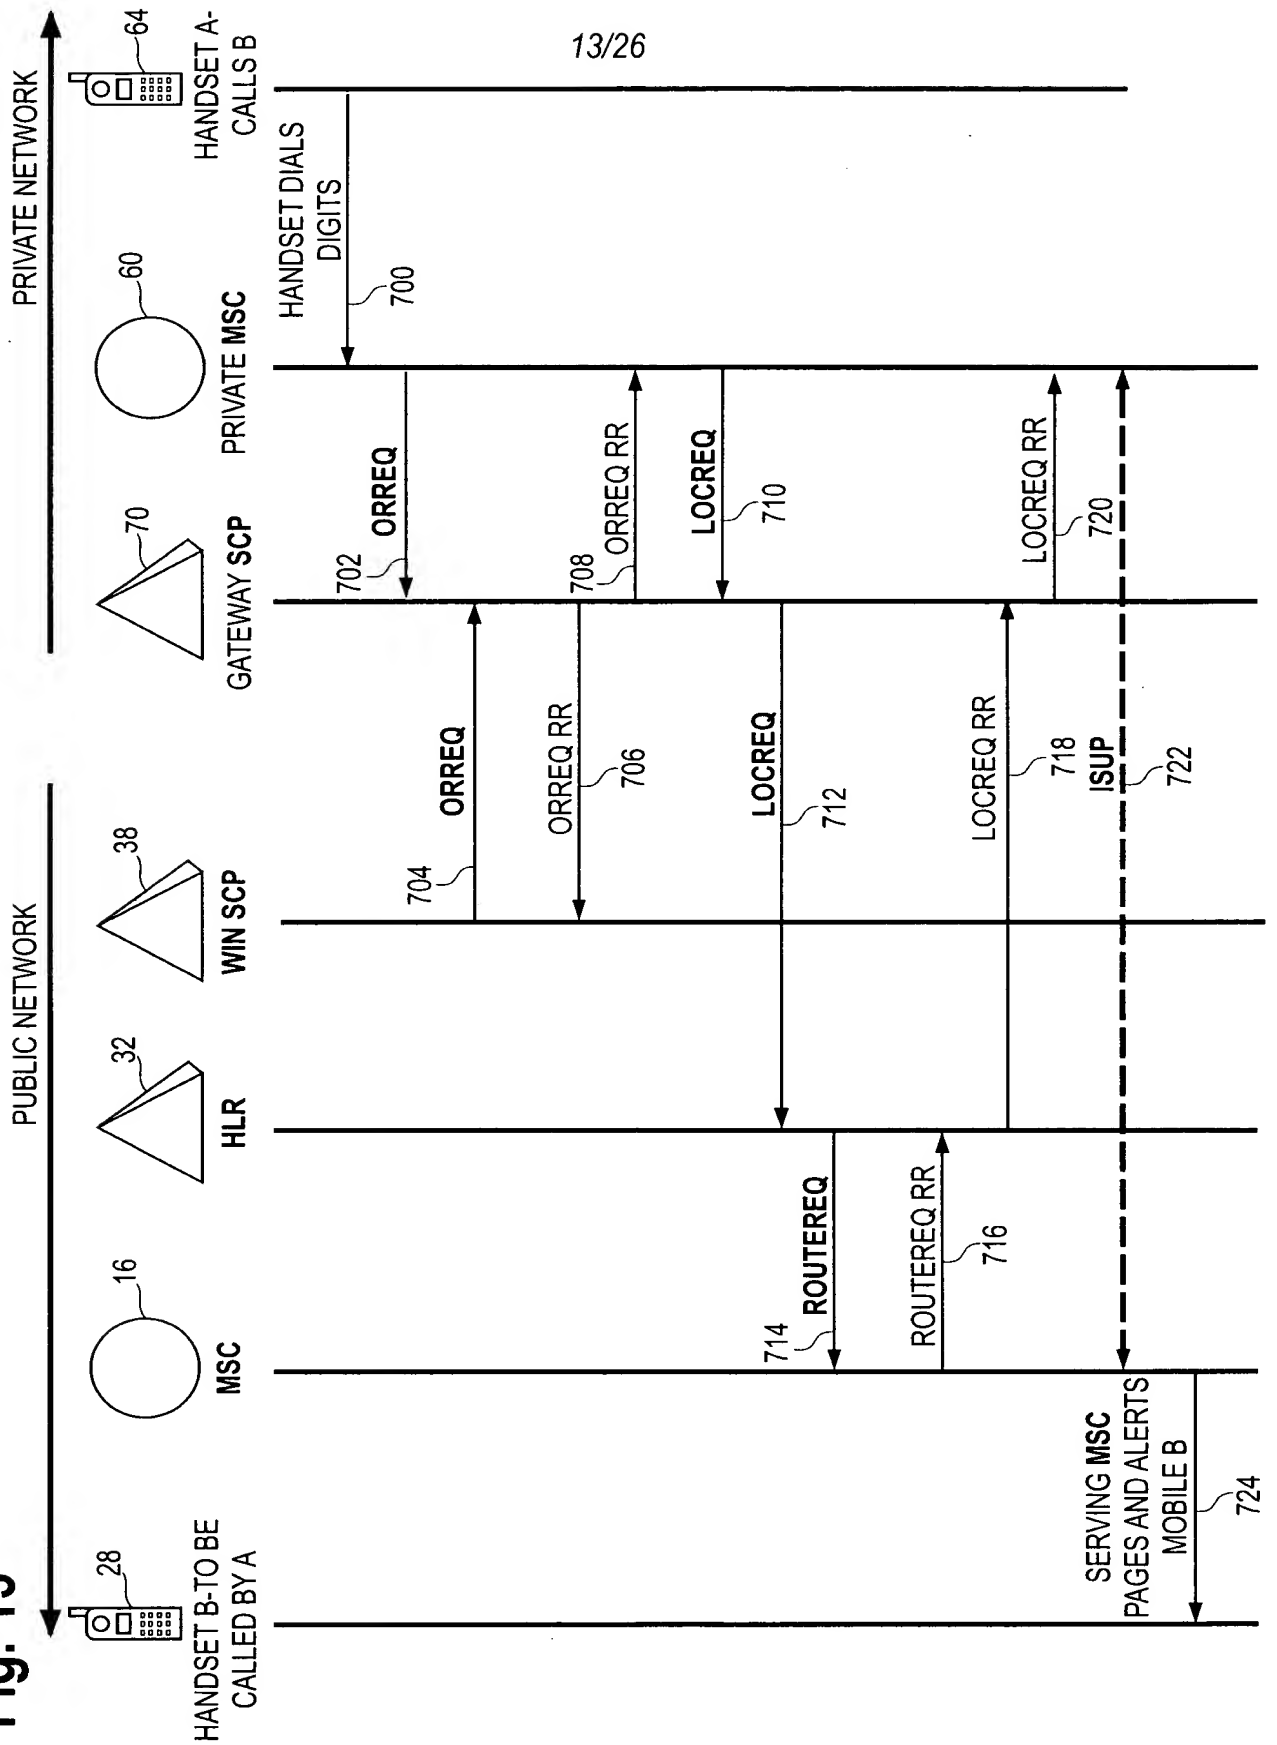 Fig.
13/26
PUBLIC NETWORK
PRIVATE NETWORK
28
HANDSET B-TO BE
CALLED BY A
16
MSC
32
HLR
38
WIN SCP
70
GATEWAY SCP
60
PRIVATE MSC
64
HANDSET A-
CALLS B
HANDSET DIALS
DIGITS
700
ORREQ
702
ORREQ
704
ORREQ RR
706
ORREQ RR
708
LOCREQ
710
LOCREQ
712
ROUTEREQ
714
ROUTEREQ RR
716
LOCREQ RR
718
LOCREQ RR
720
ISUP
722
SERVING MSC
PAGES AND ALERTS
MOBILE B
724